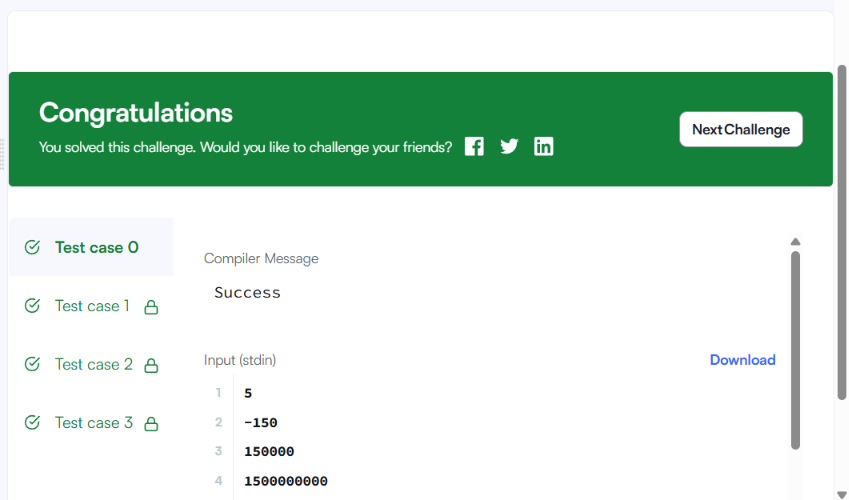 Congratulations
You solved this challenge. Would you like to challenge your friends?
Next Challenge
Test case 0
Test case 1
Test case 2
Test case 3
Compiler Message
Success
Input (stdin)
Download
1 5
2 -150
3 150000
4 1500000000